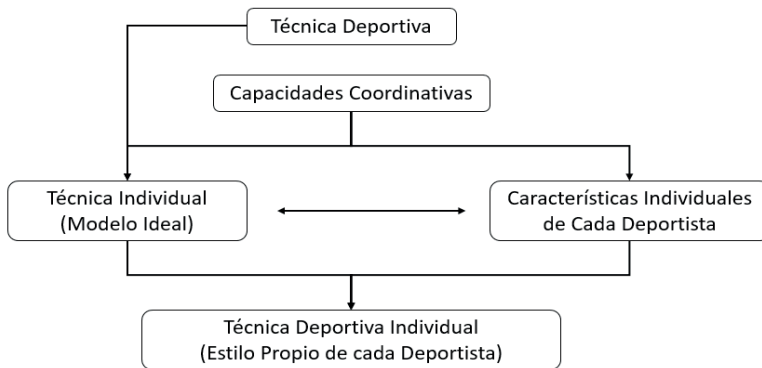 Técnica Deportiva
Capacidades Coordinativas
Técnica Individual
(Modelo Ideal)
Características Individuales
de Cada Deportista
Técnica Deportiva Individual
(Estilo Propio de cada Deportista)